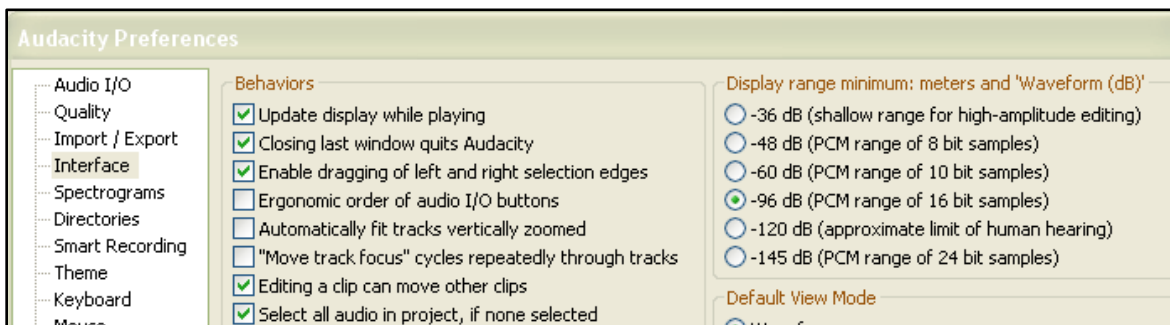 Audacity Preferences
Audio I/O
Quality
Import / Export
Interface
Spectrograms
Directories
Smart Recording
Theme
Keyboard
Mouse
Behaviors
Update display while playing
Closing last window quits Audacity
Enable dragging of left and right selection edges
Ergonomic order of audio I/O buttons
Automatically fit tracks vertically zoomed
"Move track focus" cycles repeatedly through tracks
Editing a clip can move other clips
Select all audio in project, if none selected
Display range minimum: meters and 'Waveform (dB)'
-36 dB (shallow range for high-amplitude editing)
-48 dB (PCM range of 8 bit samples)
-60 dB (PCM range of 10 bit samples)
-96 dB (PCM range of 16 bit samples)
-120 dB (approximate limit of human hearing)
-145 dB (PCM range of 24 bit samples)
Default View Mode